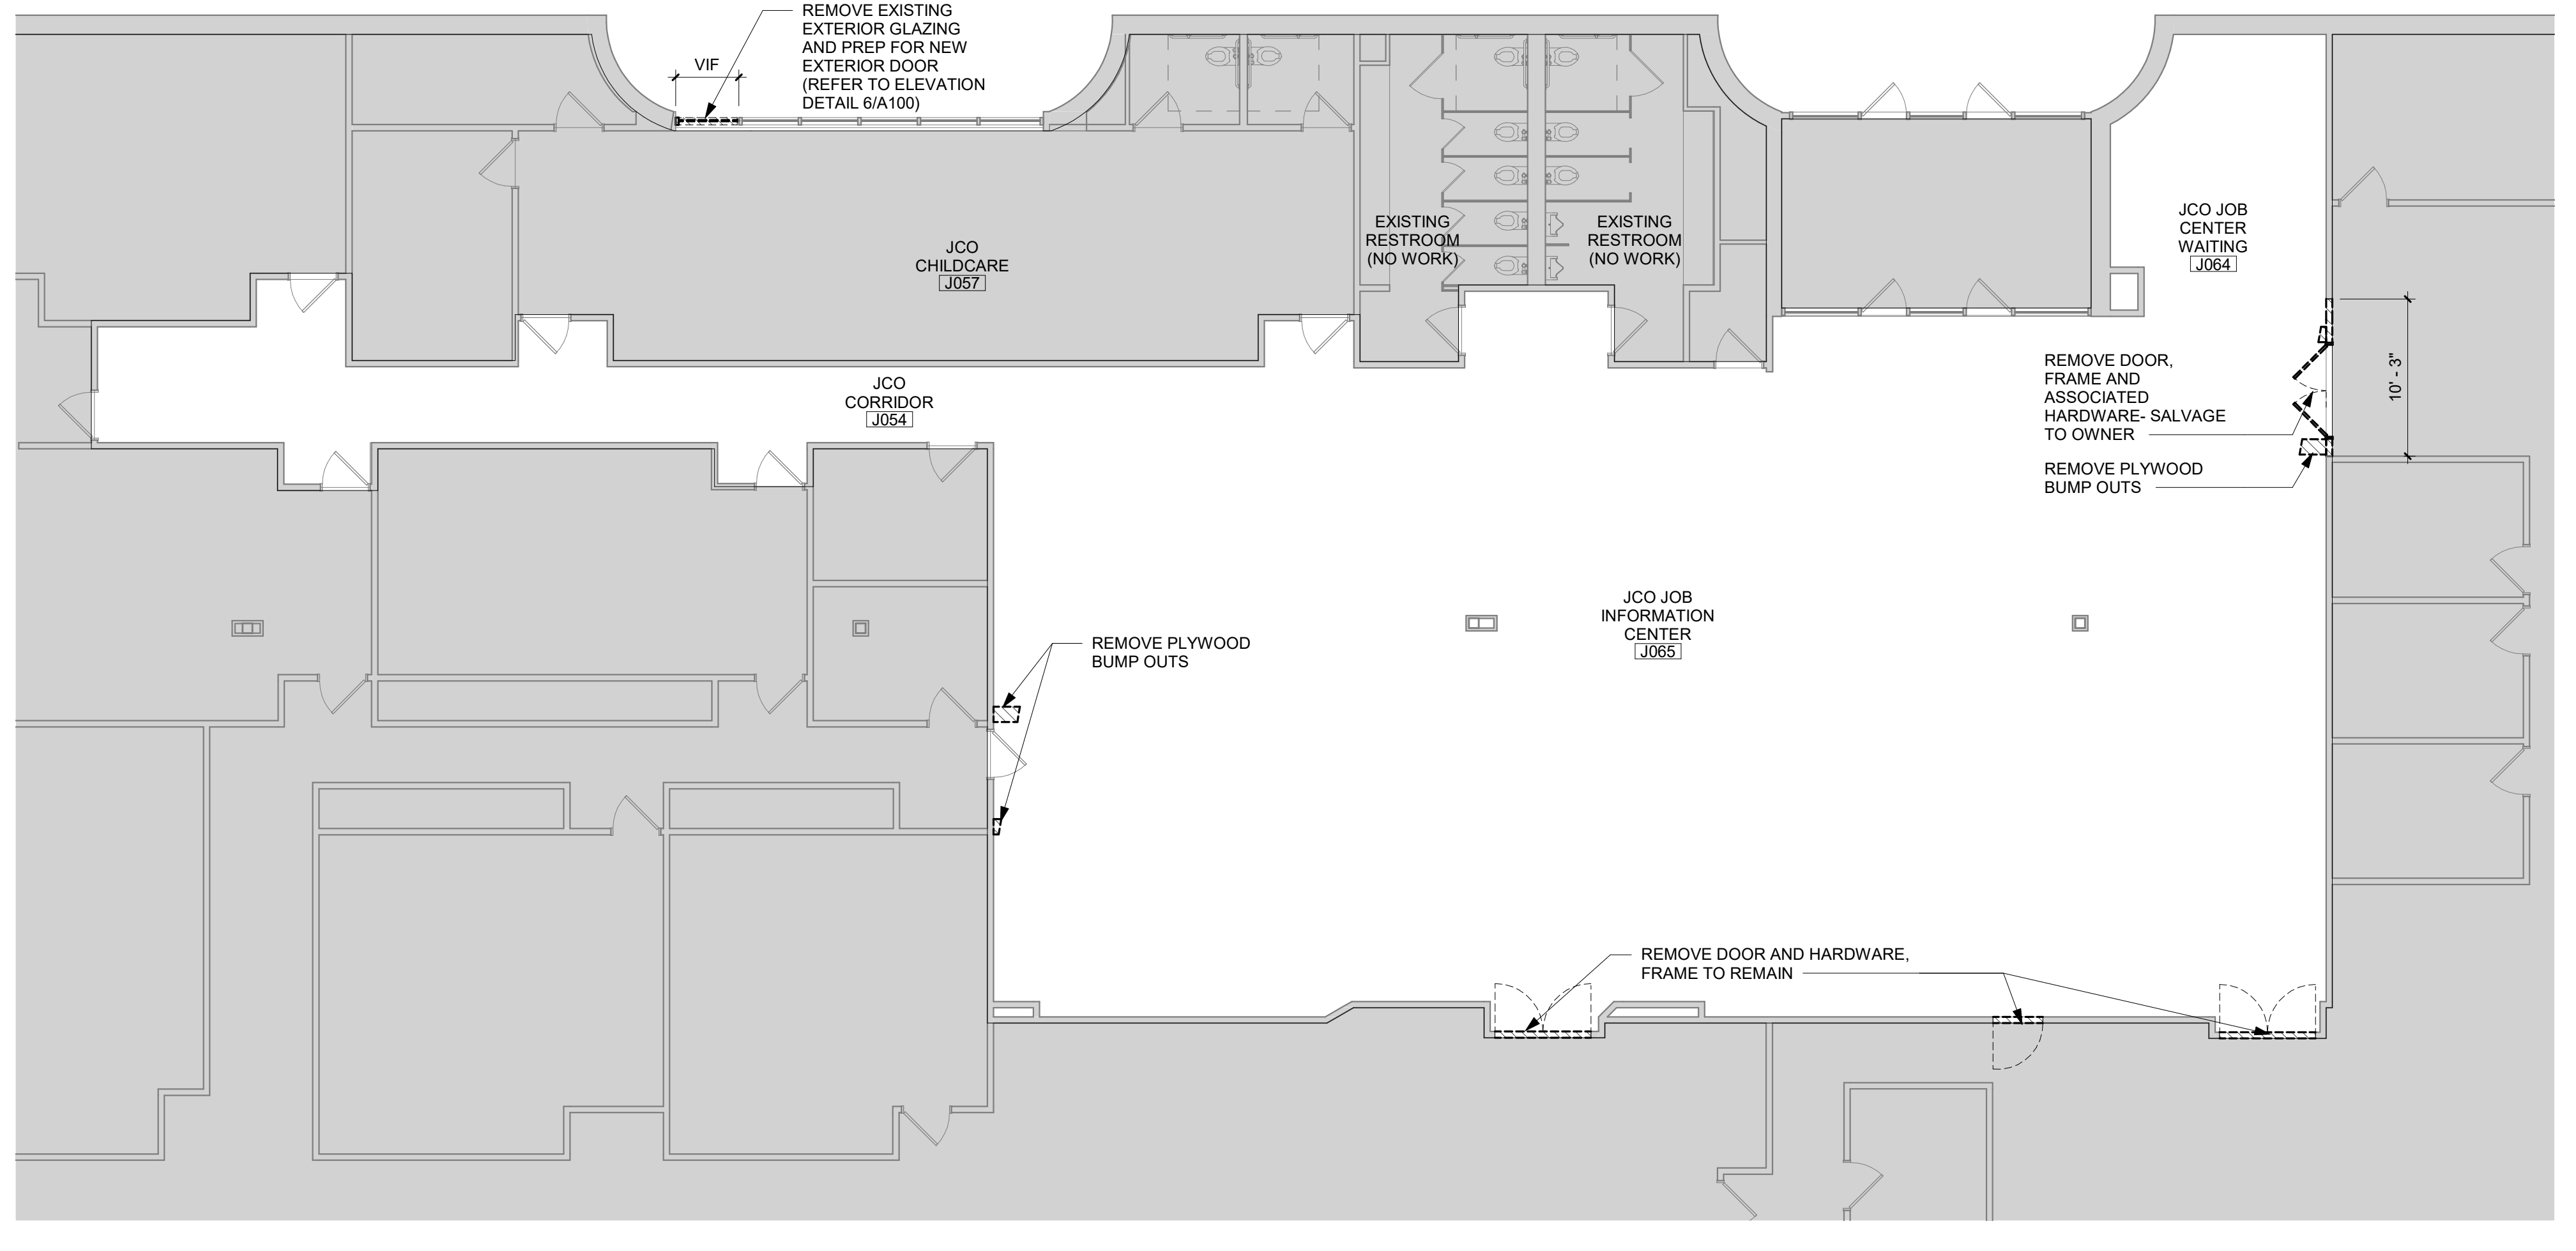 REMOVE EXISTING
EXTERIOR GLAZING
AND PREP FOR NEW
EXTERIOR DOOR
(REFER TO ELEVATION
DETAIL 6/A100)
VIF
JCO
CHILDCARE
J057
EXISTING
RESTROOM
(NO WORK)
EXISTING
RESTROOM
(NO WORK)
JCO JOB
CENTER
WAITING
J064
JCO
CORRIDOR
J054
REMOVE DOOR,
FRAME AND
ASSOCIATED
HARDWARE- SALVAGE
TO OWNER
10' - 3"
REMOVE PLYWOOD
BUMP OUTS
JCO JOB
INFORMATION
CENTER
J065
REMOVE PLYWOOD
BUMP OUTS
REMOVE DOOR AND HARDWARE,
FRAME TO REMAIN